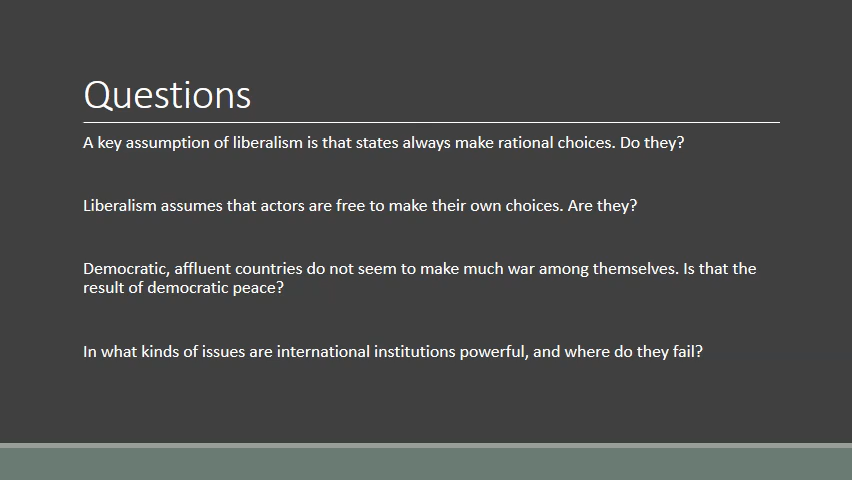 Questions
A key assumption of liberalism is that states always make rational choices. Do they?
Liberalism assumes that actors are free to make their own choices. Are they?
Democratic, affluent countries do not seem to make much war among themselves. Is that the
result of democratic peace?
In what kinds of issues are international institutions powerful, and where do they fail?